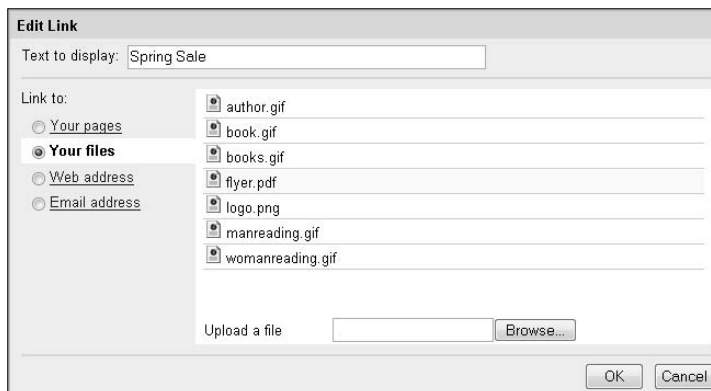 Edit Link
Text to display: Spring Sale
Link to:
Your pages
Your files
Web address
Email address
author.gif
book.gif
books.gif
flyer.pdf
logo.png
manreading.gif
womanreading.gif
Upload a file Browse...
OK Cancel